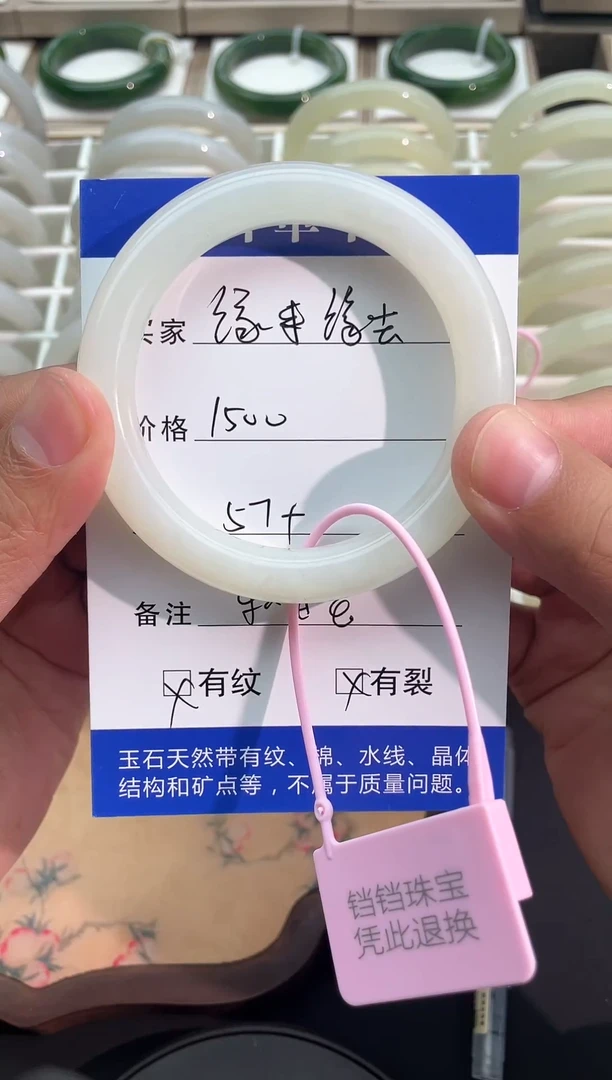 买家 缘来缘去
价格 1500
57+
备注
有纹 有裂
玉石天然带有纹、棉、水线、晶体
结构和矿点等，不属于质量问题。
铛铛珠宝
凭此退换